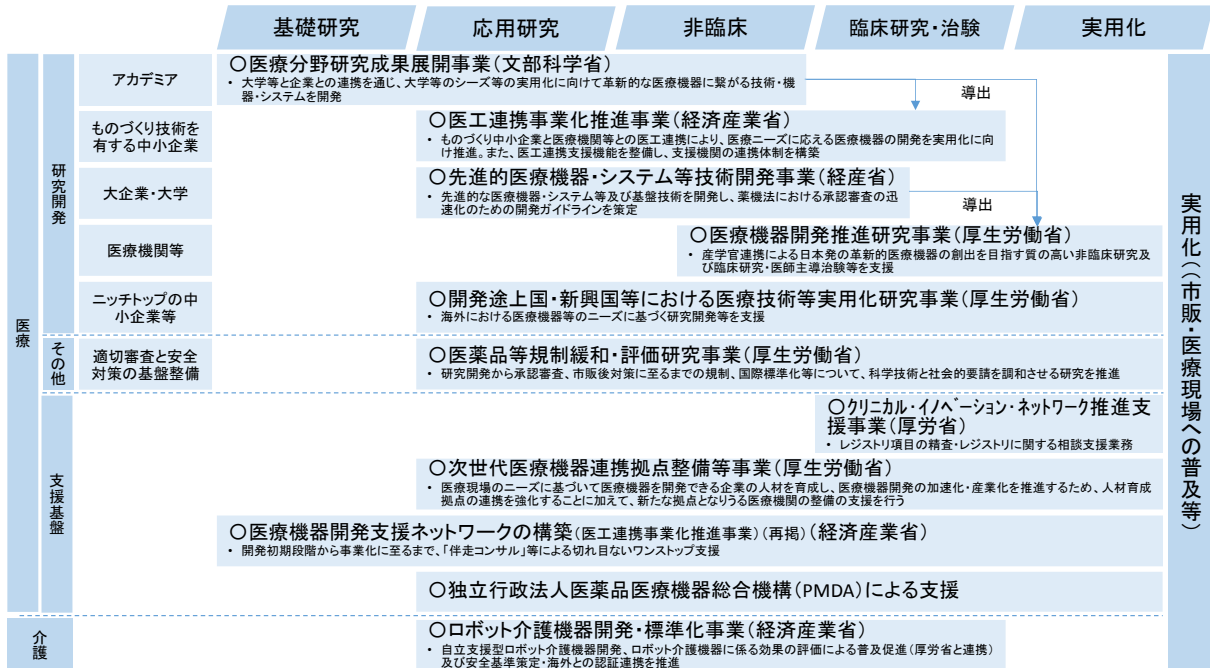 基礎研究
応用研究
非臨床
臨床研究・治験
実用化
医療
研究開発
アカデミア
○医療分野研究成果展開事業(文部科学省)
・ 大学等と企業との連携を通じ、大学等のシーズ等の実用化に向けて革新的な医療機器に繋がる技術・機
器・システムを開発
導出
ものづくり技術を
有する中小企業
○医工連携事業化推進事業(経済産業省)
・ ものづくり中小企業と医療機関等との医工連携により、医療ニーズに応える医療機器の開発を実用化に向
け推進。また、医工連携支援機能を整備し、支援機関の連携体制を構築
大企業・大学
○先進的医療機器・システム等技術開発事業(経産省)
・ 先進的な医療機器・システム等及び基盤技術を開発し、薬機法における承認審査の迅
速化のための開発ガイドラインを策定
導出
医療機関等
○医療機器開発推進研究事業(厚生労働省)
・ 産学官連携による日本発の革新的医療機器の創出を目指す質の高い非臨床研究及
び臨床研究・医師主導治験等を支援
ニッチトップの中
小企業等
○開発途上国・新興国等における医療技術等実用化研究事業(厚生労働省)
・ 海外における医療機器等のニーズに基づく研究開発等を支援
その他
適切審査と安全
対策の基盤整備
○医薬品等規制緩和・評価研究事業(厚生労働省)
・ 研究開発から承認審査、市販後対策に至るまでの規制、国際標準化等について、科学技術と社会的要請を調和させる研究を推進
支援基盤
○クリニカル・イノベーション・ネットワーク推進支
援事業(厚労省)
・ レジストリ項目の精査・レジストリに関する相談支援業務
○次世代医療機器連携拠点整備等事業(厚生労働省)
・ 医療現場のニーズに基づいて医療機器を開発できる企業の人材を育成し、医療機器開発の加速化・産業化を推進するため、人材育成
拠点の連携を強化することに加えて、新たな拠点となりうる医療機関の整備の支援を行う
○医療機器開発支援ネットワークの構築(医工連携事業化推進事業)(再掲)(経済産業省)
・ 開発初期段階から事業化に至るまで、「伴走コンサル」等による切れ目ないワンストップ支援
○独立行政法人医薬品医療機器総合機構(PMDA)による支援
介護
○ロボット介護機器開発・標準化事業(経済産業省)
・ 自立支援型ロボット介護機器開発、ロボット介護機器に係る効果の評価による普及促進(厚労省と連携)
及び安全基準策定・海外との認証連携を推進
実用化((市販・医療現場への普及等)